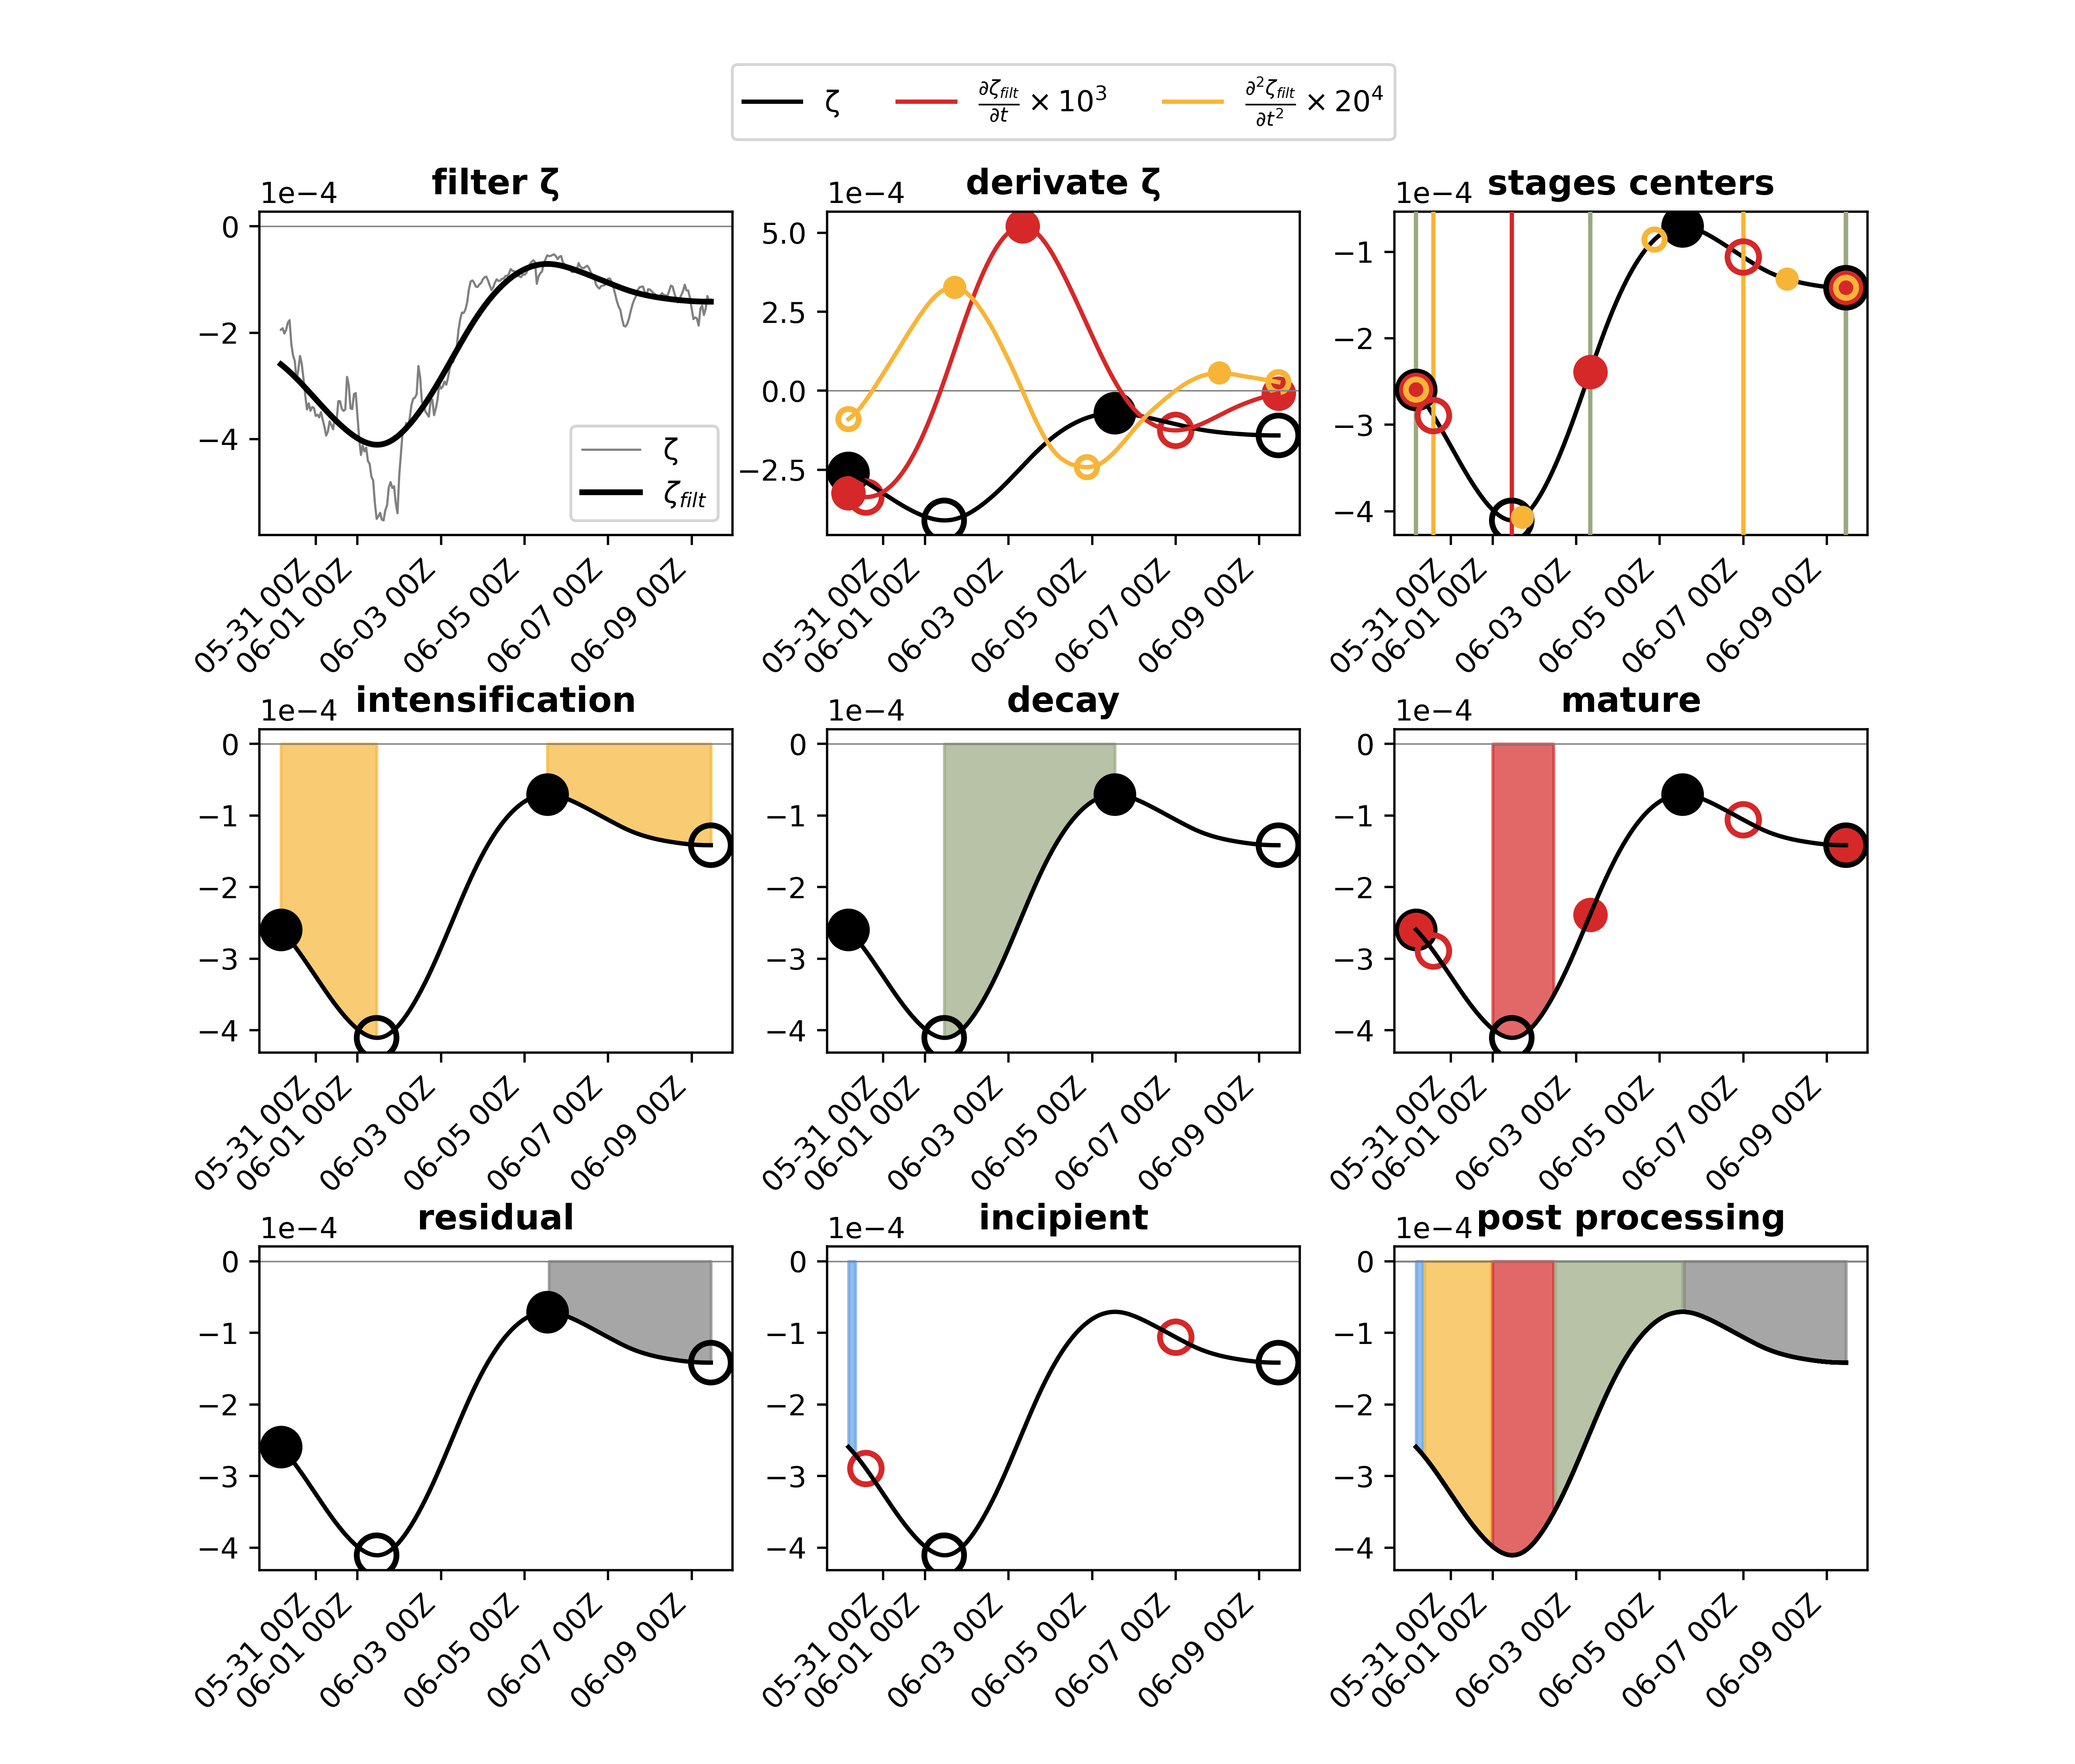 ζ ∂ζfilt/∂t × 10³ ∂²ζfilt/∂t² × 20⁴
filter ζ
1e−4
0
−2
−4
ζ
ζfilt
05-31 00Z
06-01 00Z
06-03 00Z
06-05 00Z
06-07 00Z
06-09 00Z
derivate ζ
1e−4
5.0
2.5
0.0
−2.5
05-31 00Z
06-01 00Z
06-03 00Z
06-05 00Z
06-07 00Z
06-09 00Z
stages centers
1e−4
−1
−2
−3
−4
05-31 00Z
06-01 00Z
06-03 00Z
06-05 00Z
06-07 00Z
06-09 00Z
intensification
1e−4
0
−1
−2
−3
−4
05-31 00Z
06-01 00Z
06-03 00Z
06-05 00Z
06-07 00Z
06-09 00Z
decay
1e−4
0
−1
−2
−3
−4
05-31 00Z
06-01 00Z
06-03 00Z
06-05 00Z
06-07 00Z
06-09 00Z
mature
1e−4
0
−1
−2
−3
−4
05-31 00Z
06-01 00Z
06-03 00Z
06-05 00Z
06-07 00Z
06-09 00Z
residual
1e−4
0
−1
−2
−3
−4
05-31 00Z
06-01 00Z
06-03 00Z
06-05 00Z
06-07 00Z
06-09 00Z
incipient
1e−4
0
−1
−2
−3
−4
05-31 00Z
06-01 00Z
06-03 00Z
06-05 00Z
06-07 00Z
06-09 00Z
post processing
1e−4
0
−1
−2
−3
−4
05-31 00Z
06-01 00Z
06-03 00Z
06-05 00Z
06-07 00Z
06-09 00Z